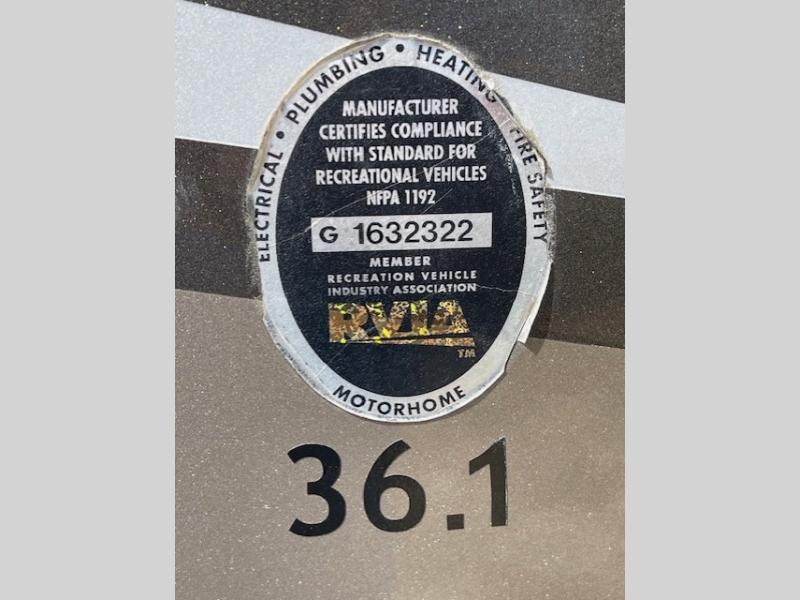 ELECTRICAL • PLUMBING • HEATING FIRE SAFETY
MANUFACTURER
CERTIFIES COMPLIANCE
WITH STANDARD FOR
RECREATIONAL VEHICLES
NFPA 1192
G 1632322
MEMBER
RECREATION VEHICLE
INDUSTRY ASSOCIATION
RVIA
TM
MOTORHOME
36.1